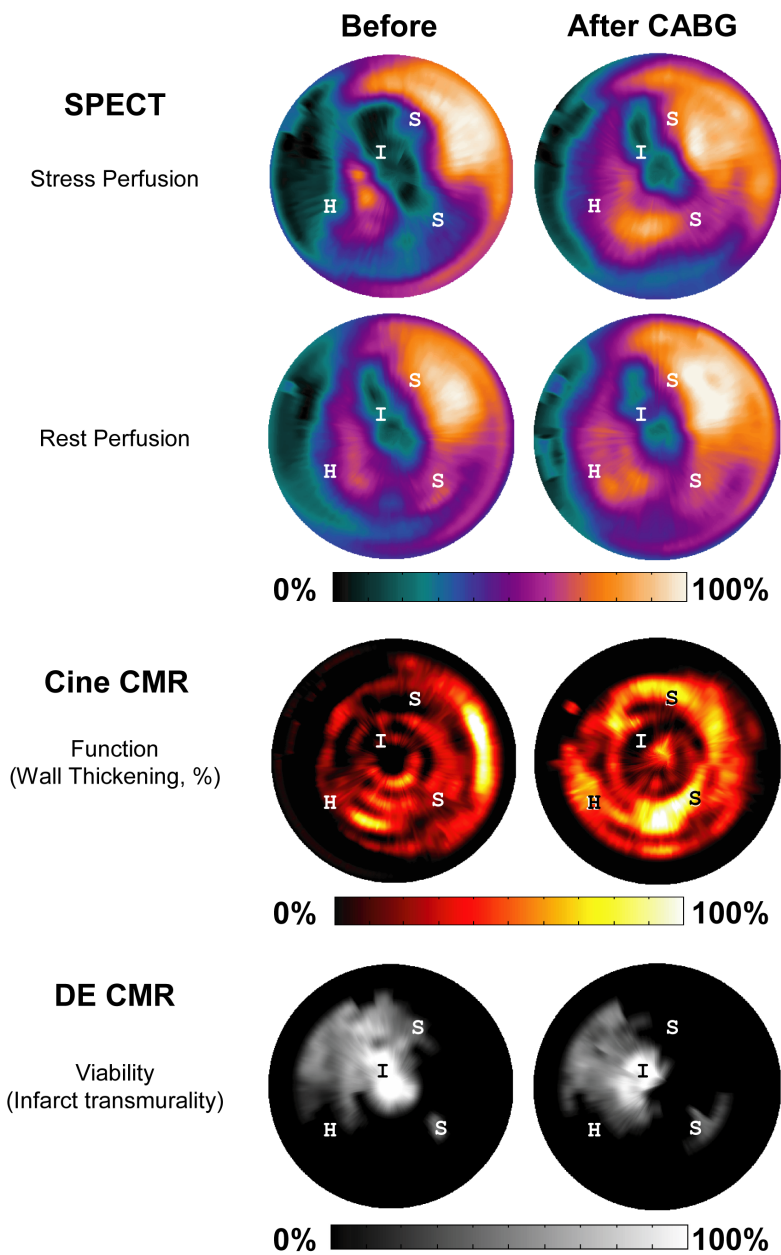 Before
After CABG
SPECT
Stress Perfusion
S
I
H
S
S
I
H
S
Rest Perfusion
S
I
H
S
S
I
H
S
0%
100%
Cine CMR
Function
(Wall Thickening, %)
S
I
H
S
S
I
H
S
0%
100%
DE CMR
Viability
(Infarct transmurality)
S
I
H
S
S
I
H
S
0%
100%